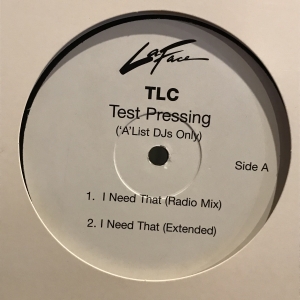 LaFace
TLC
Test Pressing
('A'List DJs Only)
Side A
1. I Need That (Radio Mix)
2. I Need That (Extended)